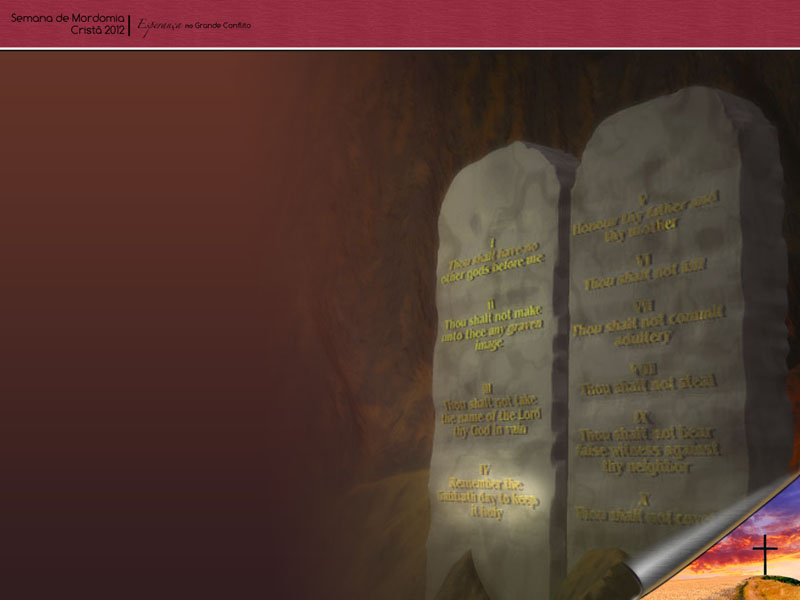 Semana de Mordomia
Cristã 2012
Esperança no Grande Conflito
I
Thou shalt have no
other gods before me
II
Thou shalt not make
unto thee any graven
image
III
Thou shalt not take
the name of the Lord
thy God in vain
IV
Remember the
Sabbath day to keep
it holy
V
Honour thy father and
thy mother
VI
Thou shalt not kill
VII
Thou shalt not commit
adultery
VIII
Thou shalt not steal
IX
Thou shalt not bear
false witness against
thy neighbor
X
Thou shalt not